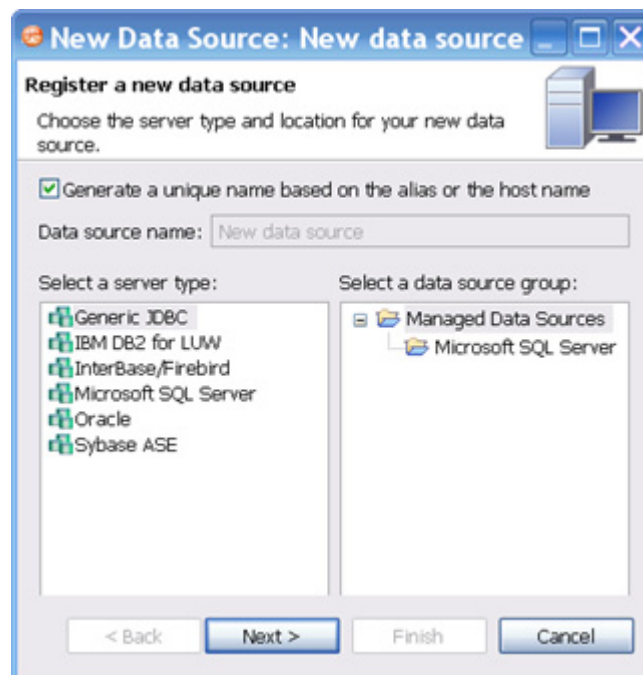 New Data Source: New data source
Register a new data source
Choose the server type and location for your new data
source.
Generate a unique name based on the alias or the host name
Data source name: New data source
Select a server type:
Generic JDBC
IBM DB2 for LUW
InterBase/Firebird
Microsoft SQL Server
Oracle
Sybase ASE
Select a data source group:
Managed Data Sources
Microsoft SQL Server
< Back
Next >
Finish
Cancel